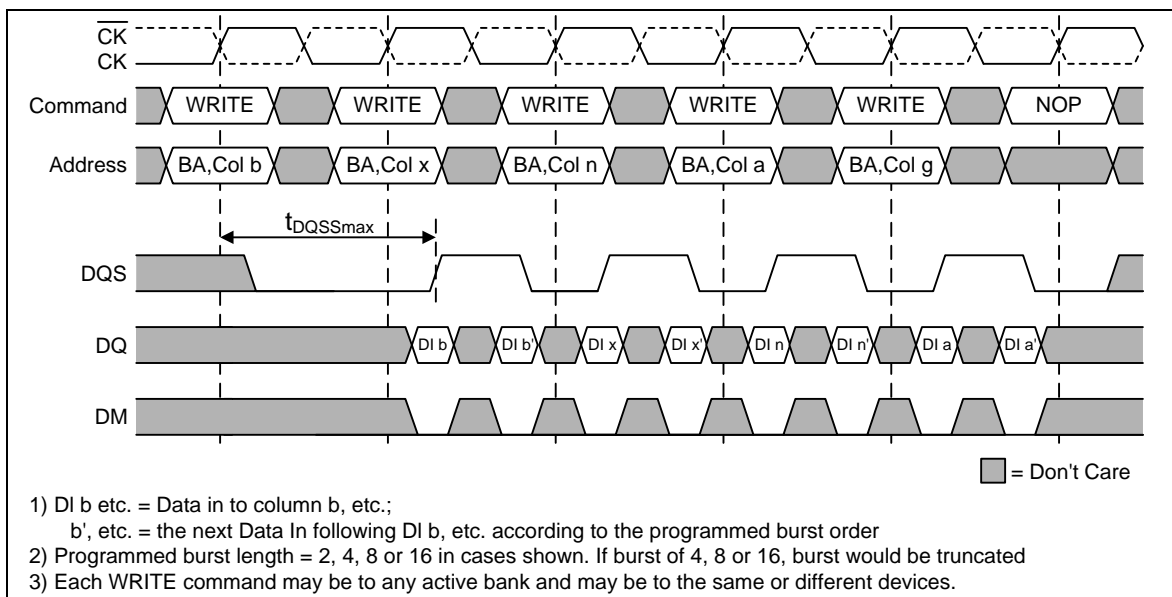 CK
CK
Command WRITE WRITE WRITE WRITE WRITE NOP
Address BA,Col b BA,Col x BA,Col n BA,Col a BA,Col g
tDQSSmax
DQS
DQ DI b DI b' DI x DI x' DI n DI n' DI a DI a'
DM
= Don't Care
1) DI b etc. = Data in to column b, etc.;
b', etc. = the next Data In following DI b, etc. according to the programmed burst order
2) Programmed burst length = 2, 4, 8 or 16 in cases shown. If burst of 4, 8 or 16, burst would be truncated
3) Each WRITE command may be to any active bank and may be to the same or different devices.